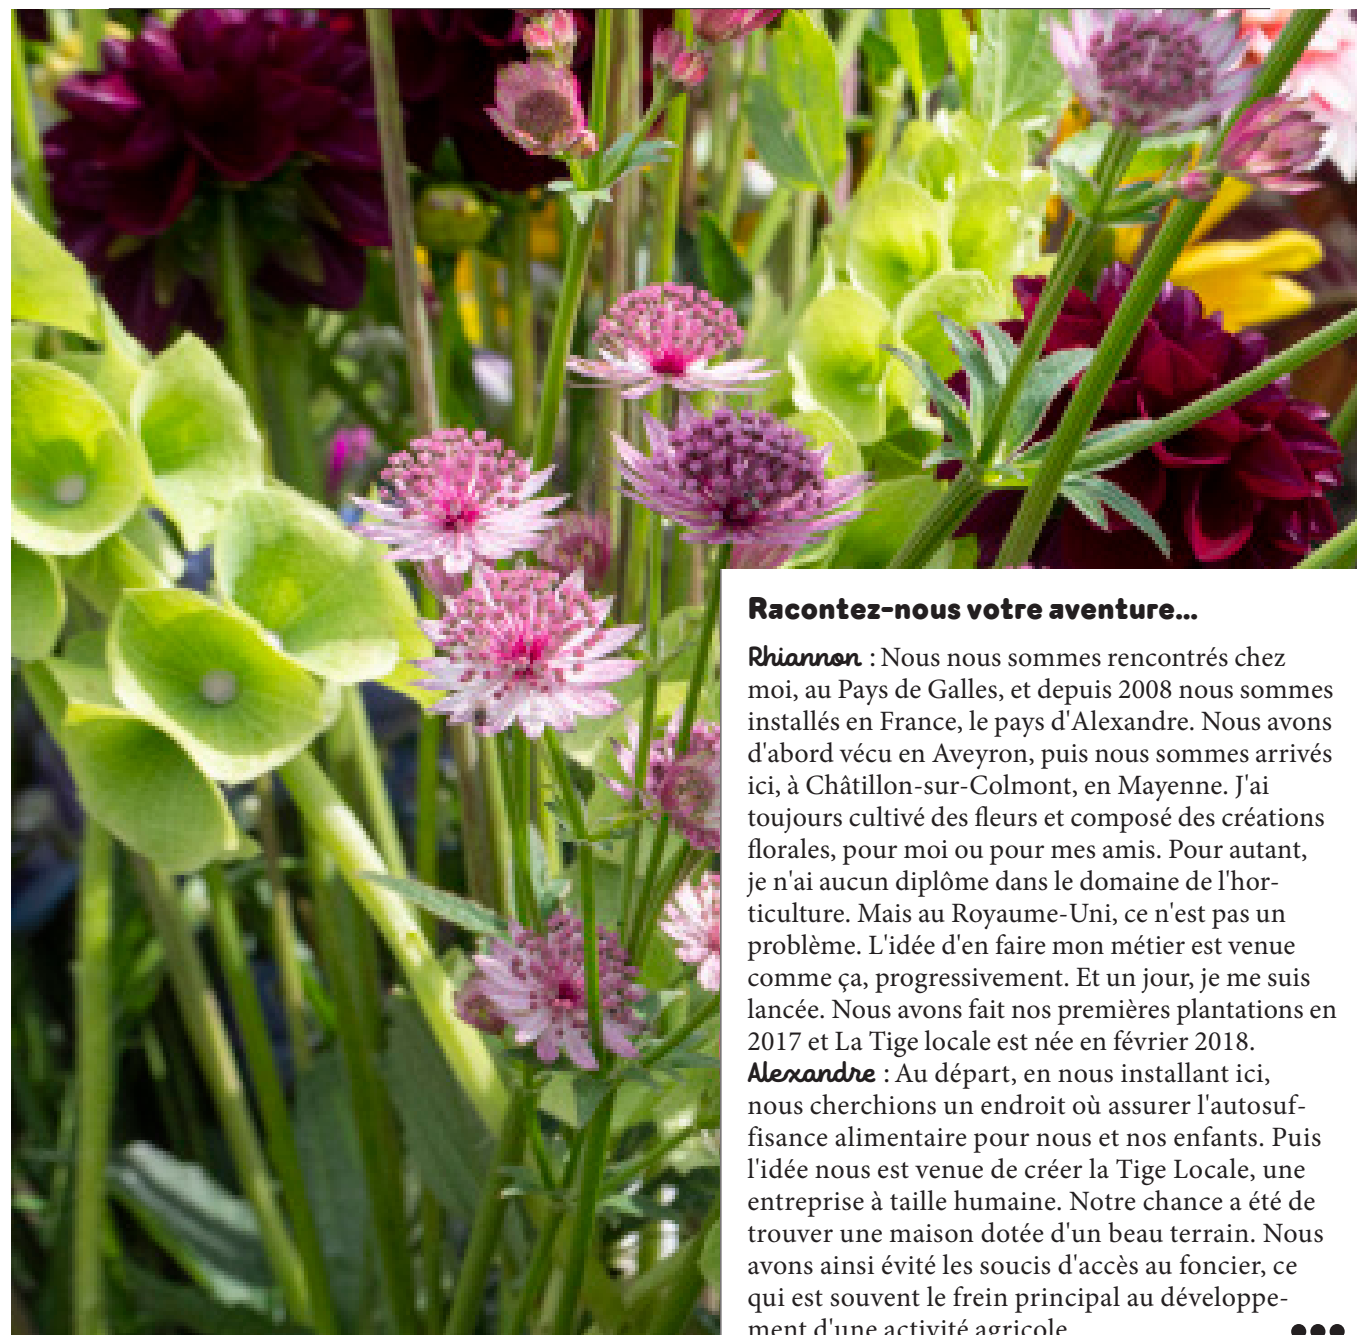 Racontez-nous votre aventure...
Rhiannon : Nous nous sommes rencontrés chez
moi, au Pays de Galles, et depuis 2008 nous sommes
installés en France, le pays d'Alexandre. Nous avons
d'abord vécu en Aveyron, puis nous sommes arrivés
ici, à Châtillon-sur-Colmont, en Mayenne. J'ai
toujours cultivé des fleurs et composé des créations
florales, pour moi ou pour mes amis. Pour autant,
je n'ai aucun diplôme dans le domaine de l'hor-
ticulture. Mais au Royaume-Uni, ce n'est pas un
problème. L'idée d'en faire mon métier est venue
comme ça, progressivement. Et un jour, je me suis
lancée. Nous avons fait nos premières plantations en
2017 et La Tige locale est née en février 2018.
Alexandre : Au départ, en nous installant ici,
nous cherchions un endroit où assurer l'autosuf-
fisance alimentaire pour nous et nos enfants. Puis
l'idée nous est venue de créer la Tige Locale, une
entreprise à taille humaine. Notre chance a été de
trouver une maison dotée d'un beau terrain. Nous
avons ainsi évité les soucis d'accès au foncier, ce
qui est souvent le frein principal au développe-
ment d'une activité agricole